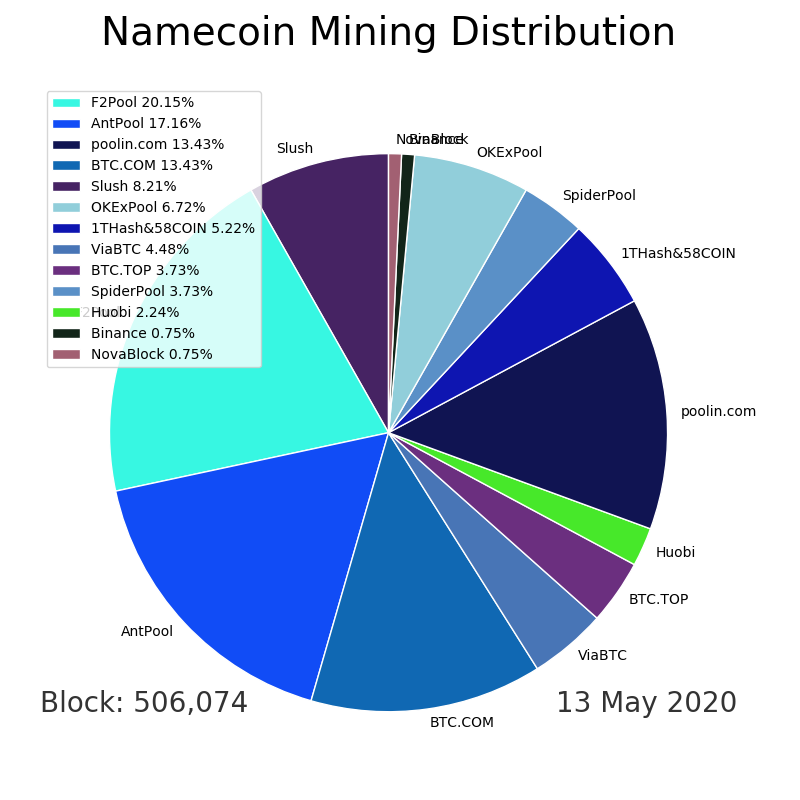 Namecoin Mining Distribution
F2Pool 20.15%
AntPool 17.16%
poolin.com 13.43%
BTC.COM 13.43%
Slush 8.21%
OKExPool 6.72%
1THash&58COIN 5.22%
ViaBTC 4.48%
BTC.TOP 3.73%
SpiderPool 3.73%
Huobi 2.24%
Binance 0.75%
NovaBlock 0.75%
Slush
NovaBlock
Binance
OKExPool
SpiderPool
1THash&58COIN
poolin.com
Huobi
BTC.TOP
ViaBTC
BTC.COM
AntPool
Block: 506,074
13 May 2020